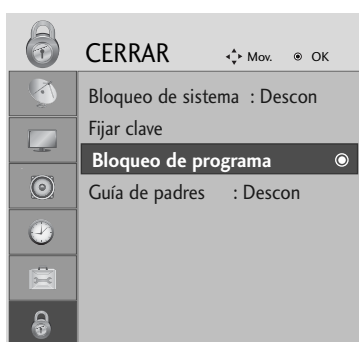 CERRAR Mov. OK
Bloqueo de sistema : Descon
Fijar clave
Bloqueo de programa
Guía de padres : Descon